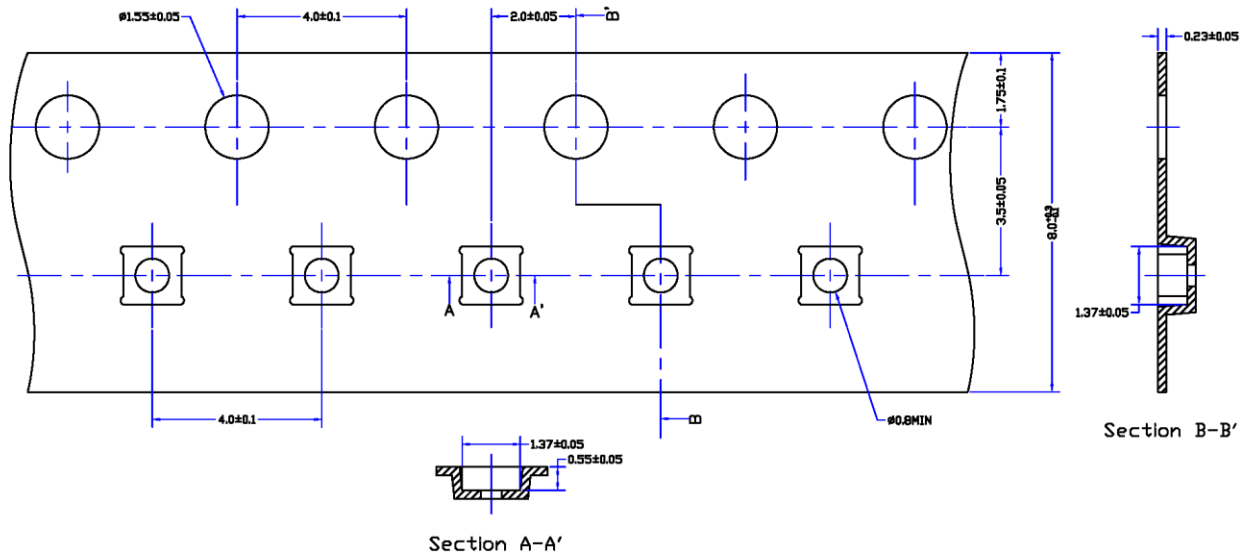 ø1.55±0.05
4.0±0.1
2.0±0.05
B'
0.23±0.05
1.75±0.1
3.5±0.05
A
A'
1.37±0.05
4.0±0.1
B
ø0.8MIN
Section B-B'
1.37±0.05
0.55±0.05
Section A-A'